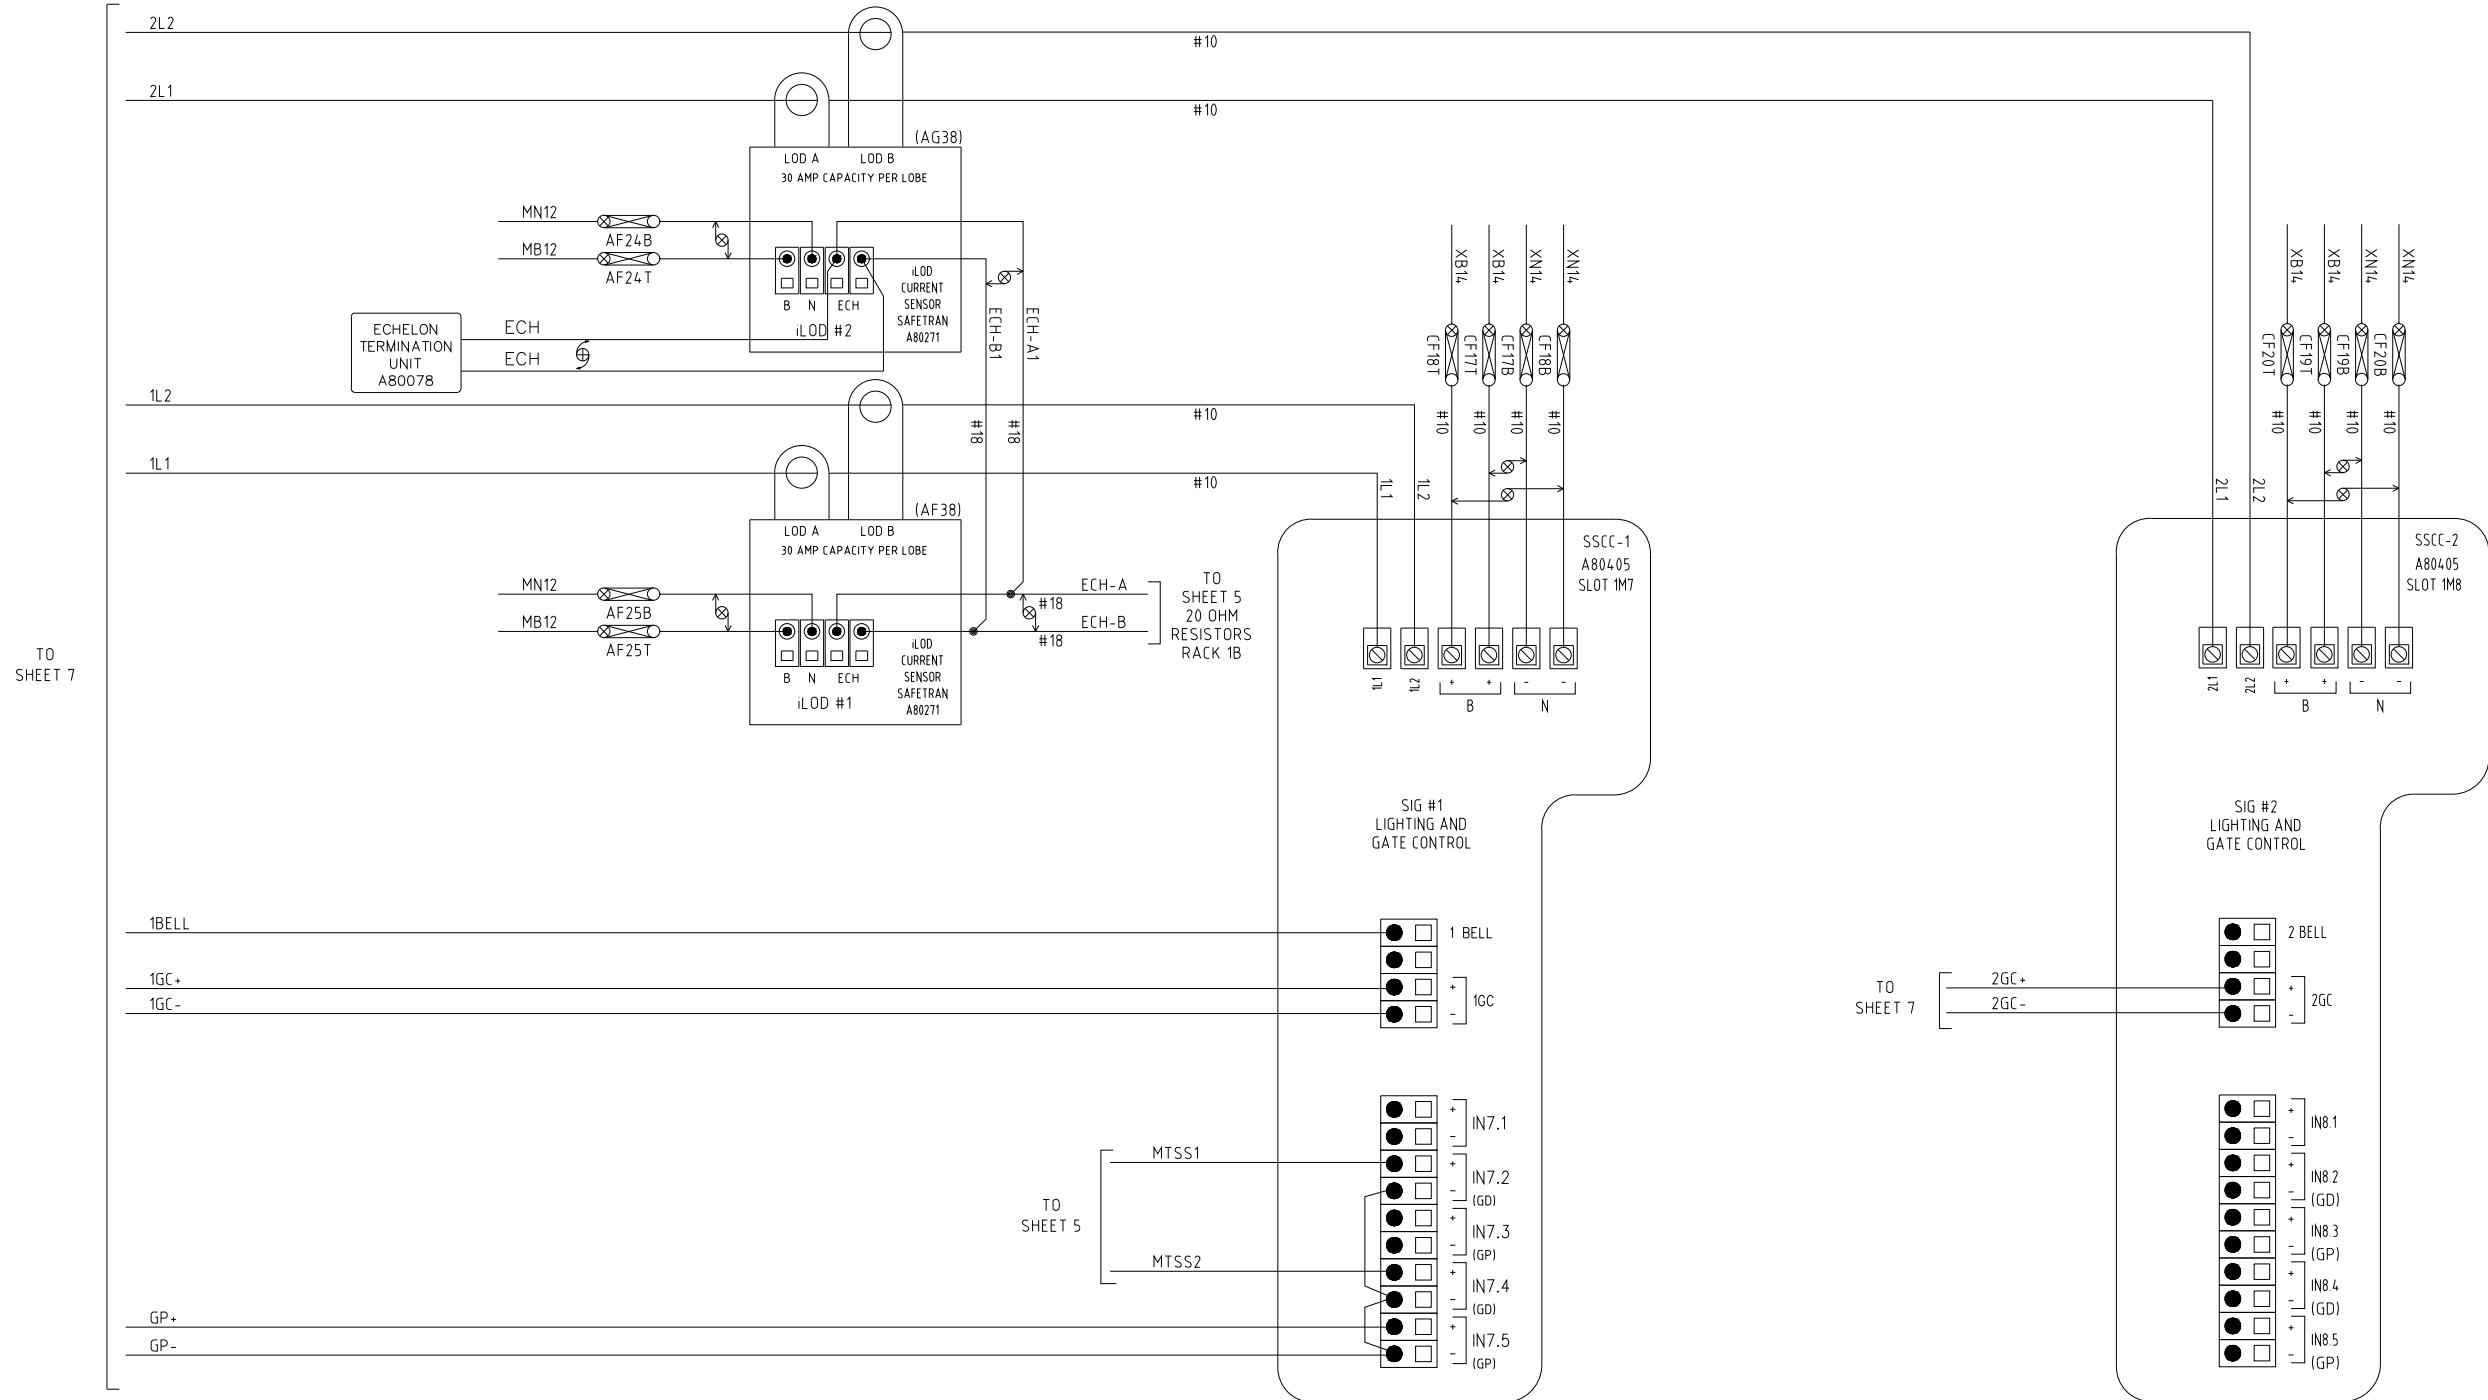 2L2
#10
2L1
#10
(AG38)
LOD A LOD B
30 AMP CAPACITY PER LOBE
MN12
AF24B
MB12
AF24T
B N ECH
iLOD #2
iLOD
CURRENT
SENSOR
SAFETRAN
A80271
ECHELON
TERMINATION
UNIT
A80078
ECH
ECH
ECH-B1
ECH-A1
#18
#18
1L2
#10
1L1
#10
(AF38)
LOD A LOD B
30 AMP CAPACITY PER LOBE
MN12
AF25B
MB12
AF25T
B N ECH
iLOD #1
iLOD
CURRENT
SENSOR
SAFETRAN
A80271
ECH-A
#18
ECH-B
#18
TO
SHEET 5
20 OHM
RESISTORS
RACK 1B
TO
SHEET 7
XB14
XB14
XN14
XN14
CF18T
CF17T
CF17B
CF18B
#10
#10
#10
#10
1L1
1L2
SSCC-1
A80405
SLOT 1M7
1L1
1L2
+ + - -
B N
SIG #1
LIGHTING AND
GATE CONTROL
XB14
XB14
XN14
XN14
CF20T
CF19T
CF19B
CF20B
#10
#10
#10
#10
2L1
2L2
SSCC-2
A80405
SLOT 1M8
2L1
2L2
+ + - -
B N
SIG #2
LIGHTING AND
GATE CONTROL
1BELL
1 BELL
1GC+
+
1GC
1GC-
-
2 BELL
TO
SHEET 7
2GC+
+
2GC
2GC-
-
+
IN7.1
-
TO
SHEET 5
MTSS1
+
IN7.2
-
(GD)
+
IN7.3
-
(GP)
MTSS2
+
IN7.4
-
(GD)
GP+
+
IN7.5
GP-
-
(GP)
+
IN8.1
-
+
IN8.2
-
(GD)
+
IN8.3
-
(GP)
+
IN8.4
-
(GD)
+
IN8.5
-
(GP)